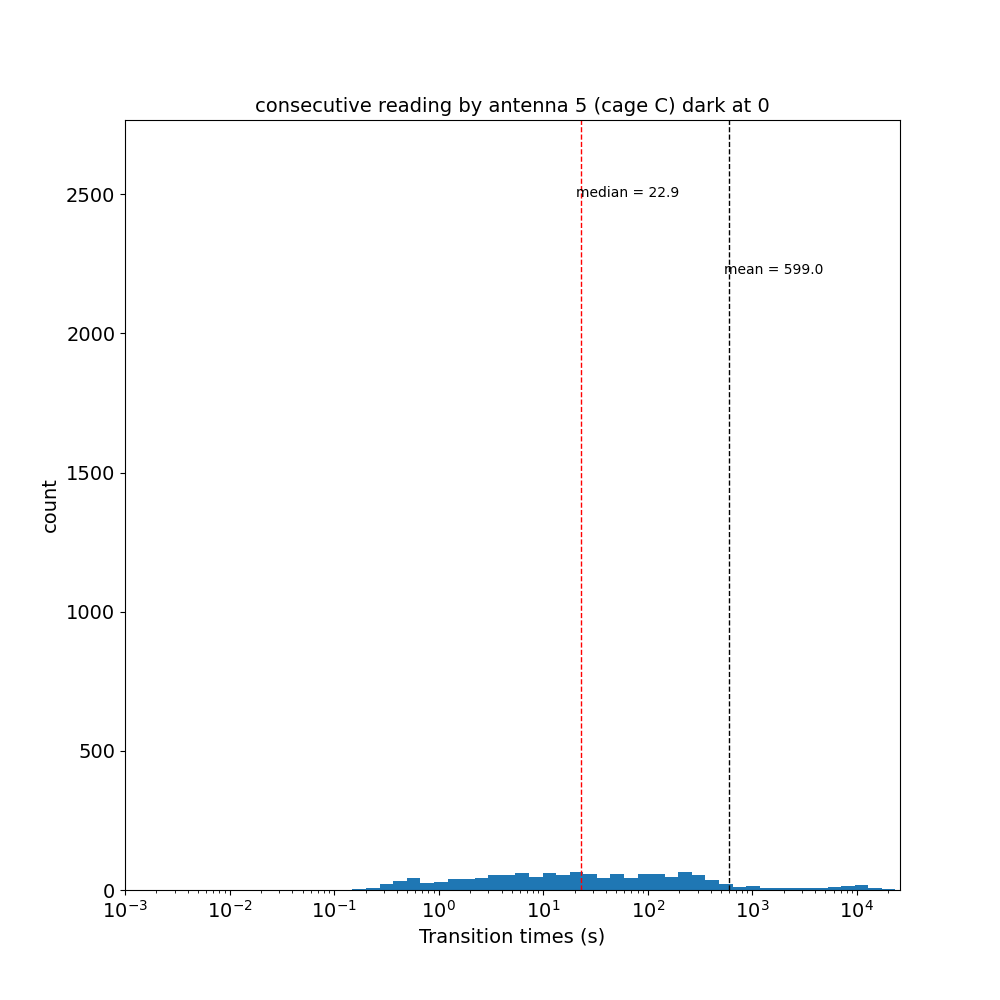 consecutive reading by antenna 5 (cage C) dark at 0
2500
median = 22.9
mean = 599.0
2000
1500
count
1000
500
0
10⁻³ 10⁻² 10⁻¹ 10⁰ 10¹ 10² 10³ 10⁴
Transition times (s)